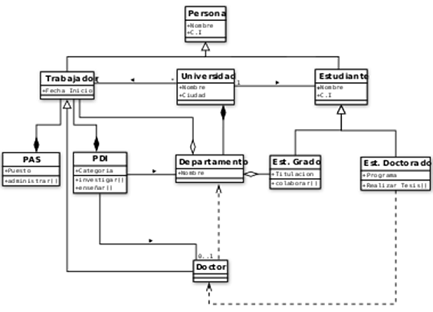 Persona
+Nombre
+C.I
Trabajador
+Fecha Inicio
*
Universidad
+Nombre
+Ciudad
1
Estudiante
+Nombre
+C.I
PAS
+Puesto
+administrar()
PDI
+Categoria
+investigar()
+enseñar()
Departamento
+Nombre
Est. Grado
+Titulacion
+colaborar()
Est. Doctorado
+Programa
+Realizar Tesis()
0..1
Doctor